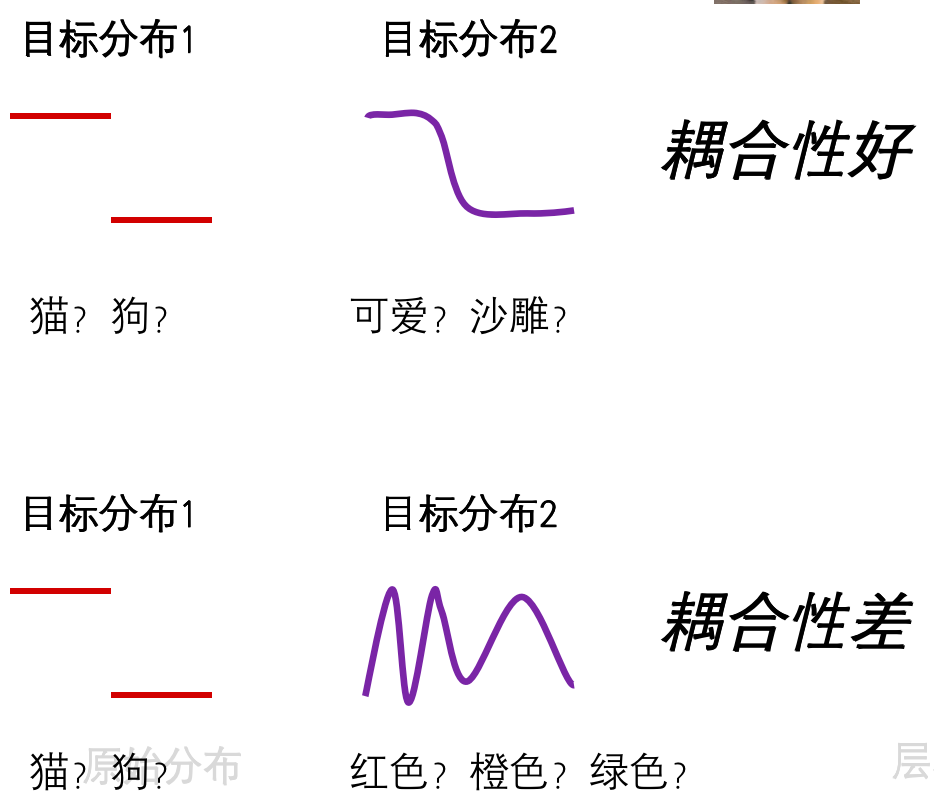 目标分布1 目标分布2
耦合性好
猫? 狗? 可爱? 沙雕?
目标分布1 目标分布2
耦合性差
原始分布 层
猫? 狗? 红色? 橙色? 绿色?